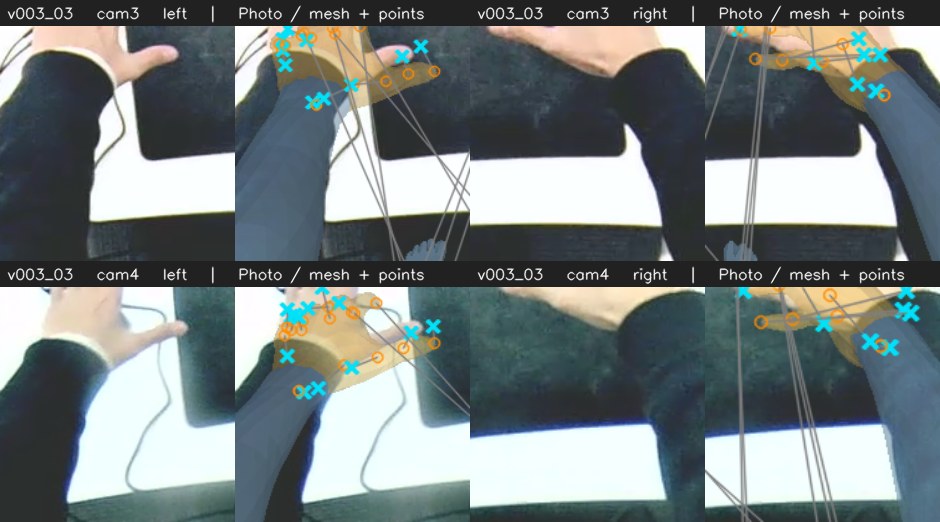 v003_03 cam3 left | Photo / mesh + points
v003_03 cam3 right | Photo / mesh + points
v003_03 cam4 left | Photo / mesh + points
v003_03 cam4 right | Photo / mesh + points